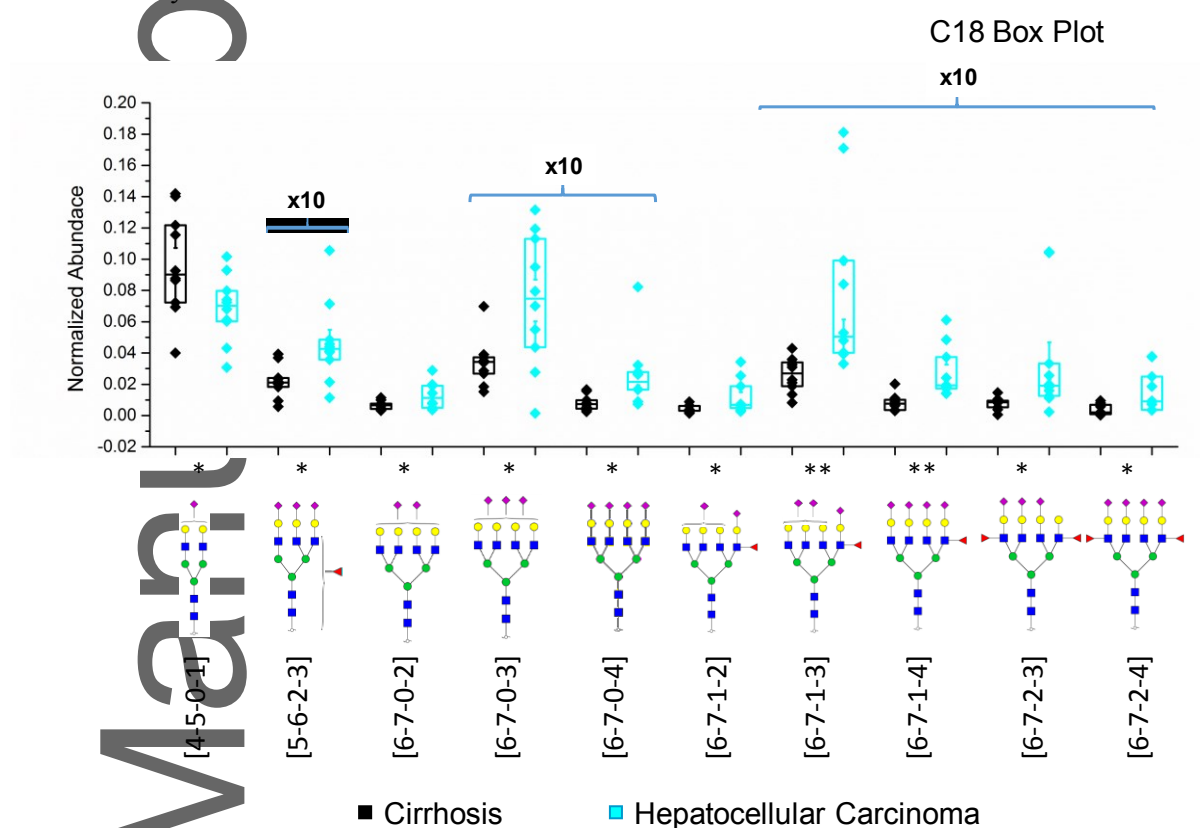 C18 Box Plot
x10
x10
x10
Normalized Abundace
0.20
0.18
0.16
0.14
0.12
0.10
0.08
0.06
0.04
0.02
0.00
-0.02
* * * * * * ** ** * *
[4-5-0-1] [5-6-2-3] [6-7-0-2] [6-7-0-3] [6-7-0-4] [6-7-1-2] [6-7-1-3] [6-7-1-4] [6-7-2-3] [6-7-2-4]
Cirrhosis Hepatocellular Carcinoma